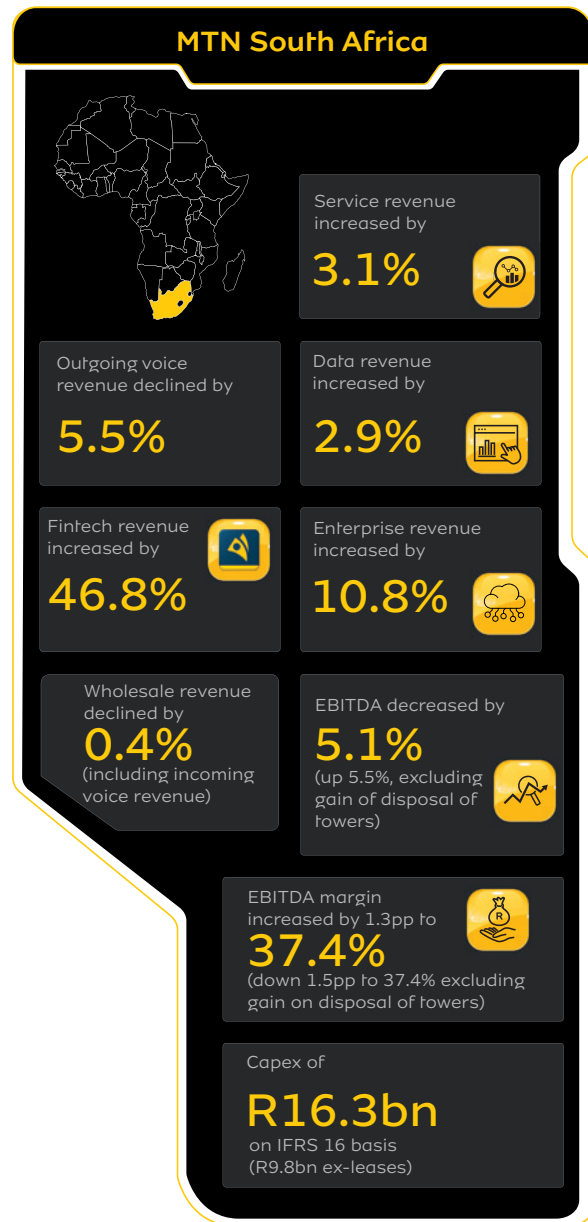 MTN South Africa
Service revenue
increased by
3.1%
Outgoing voice
revenue declined by
5.5%
Data revenue
increased by
2.9%
Fintech revenue
increased by
46.8%
Enterprise revenue
increased by
10.8%
Wholesale revenue
declined by
0.4%
(including incoming
voice revenue)
EBITDA decreased by
5.1%
(up 5.5%, excluding
gain of disposal of
towers)
EBITDA margin
increased by 1.3pp to
37.4%
(down 1.5pp to 37.4% excluding
gain on disposal of towers)
R
Capex of
R16.3bn
on IFRS 16 basis
(R9.8bn ex-leases)